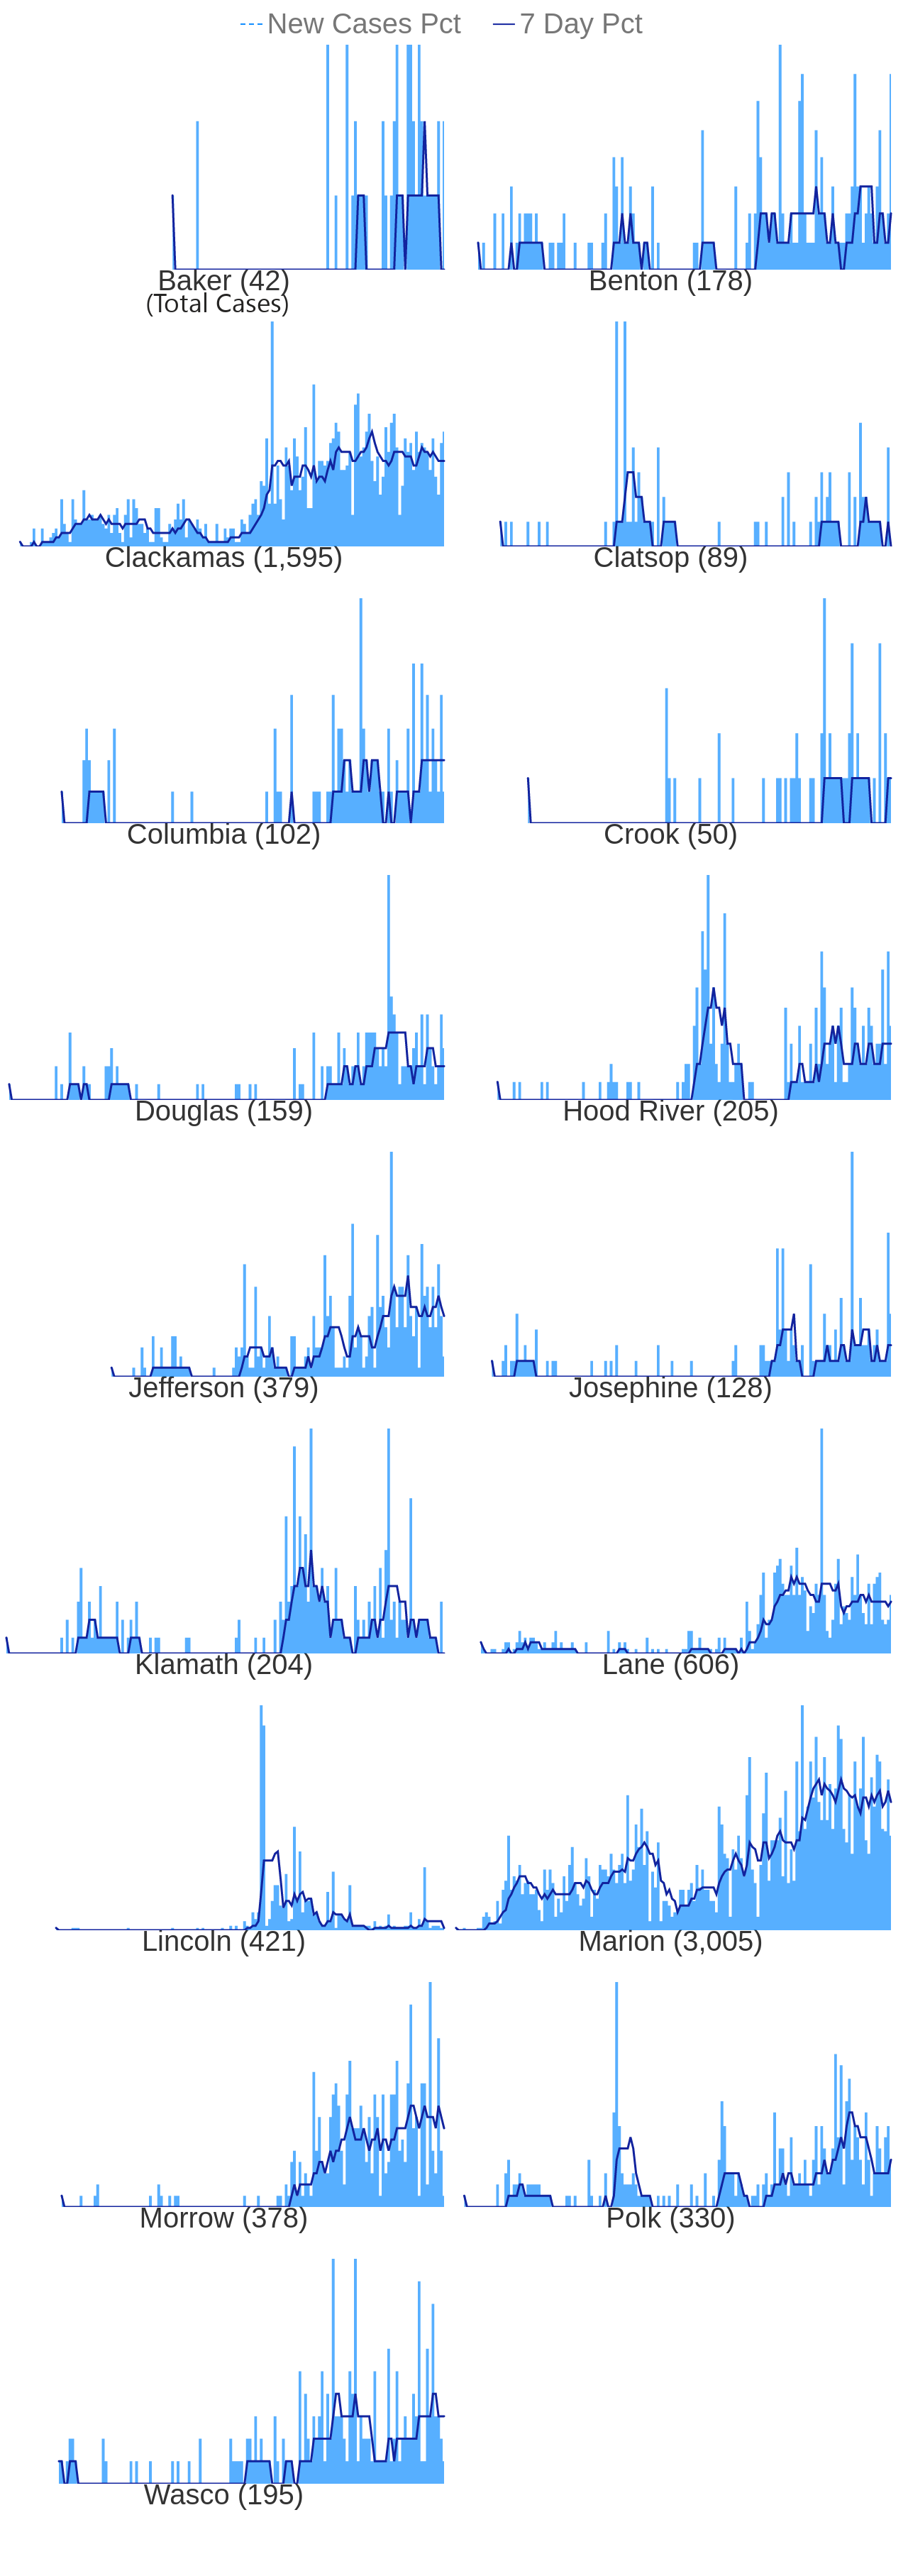 New Cases Pct 7 Day Pct
Baker (42) Benton (178)
(Total Cases)
Clackamas (1,595) Clatsop (89)
Columbia (102) Crook (50)
Douglas (159) Hood River (205)
Jefferson (379) Josephine (128)
Klamath (204) Lane (606)
Lincoln (421) Marion (3,005)
Morrow (378) Polk (330)
Wasco (195)